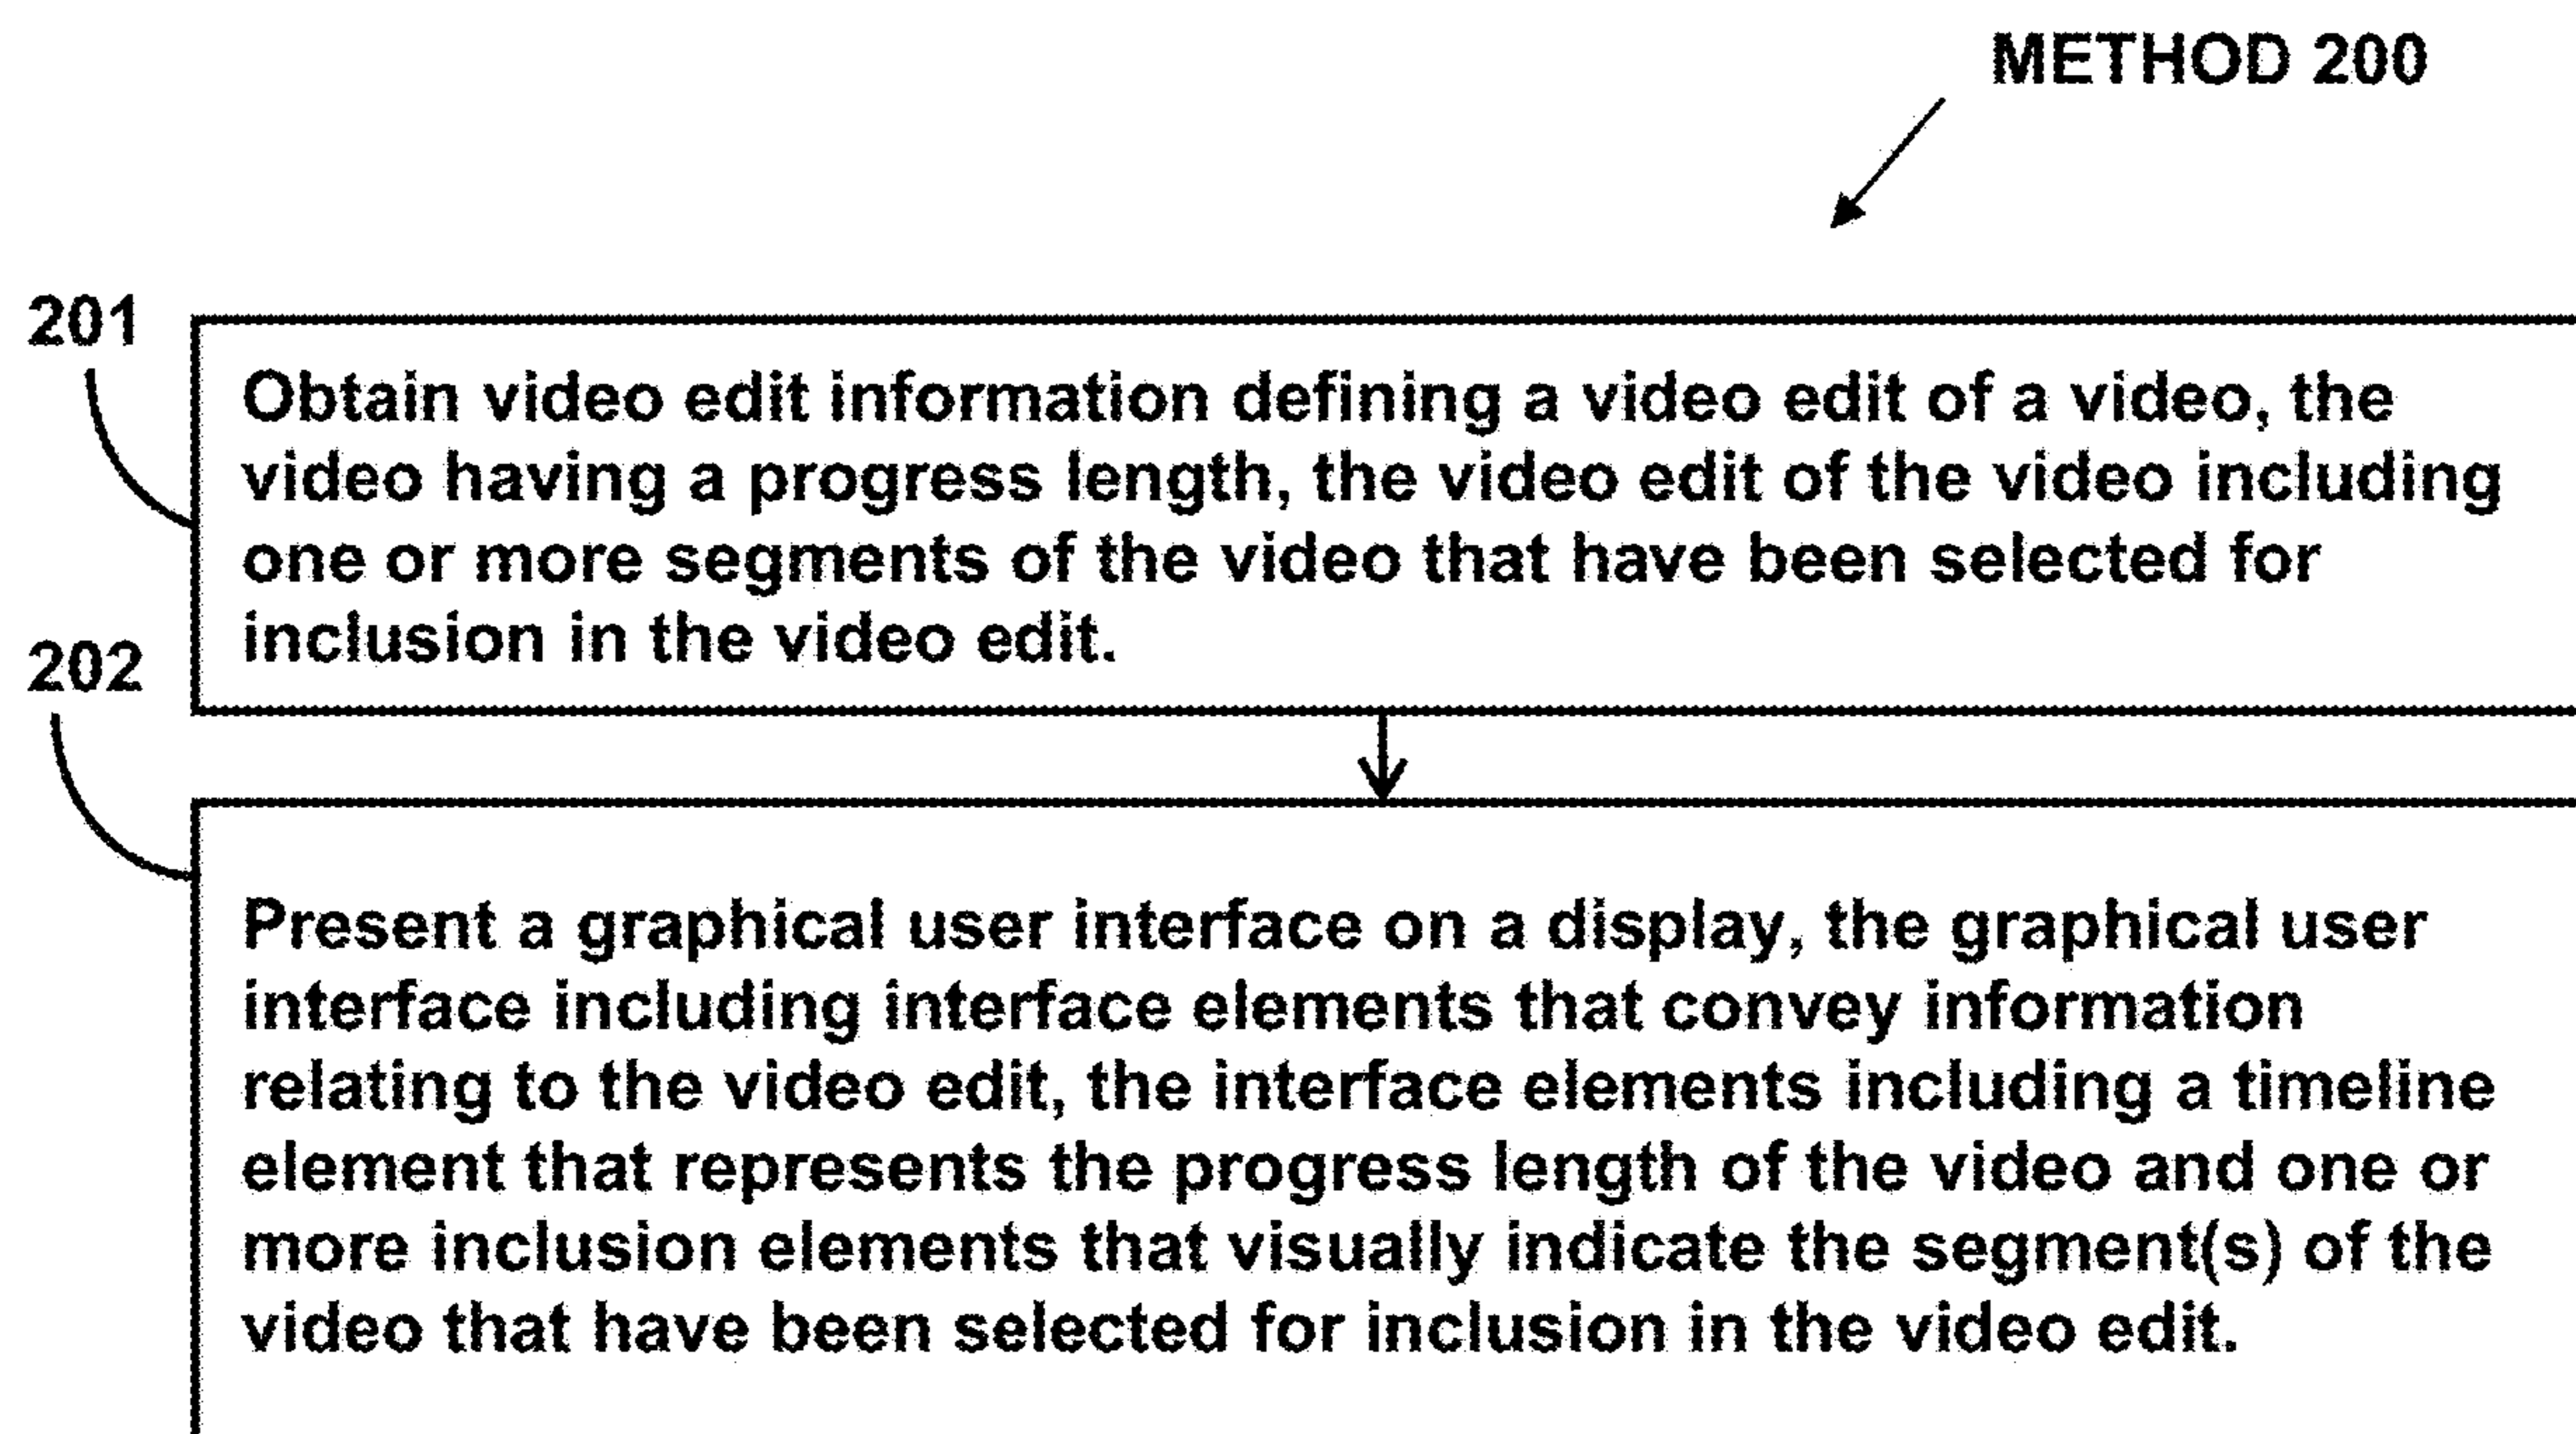 METHOD 200
201
Obtain video edit information defining a video edit of a video, the
video having a progress length, the video edit of the video including
one or more segments of the video that have been selected for
inclusion in the video edit.
202
Present a graphical user interface on a display, the graphical user
interface including interface elements that convey information
relating to the video edit, the interface elements including a timeline
element that represents the progress length of the video and one or
more inclusion elements that visually indicate the segment(s) of the
video that have been selected for inclusion in the video edit.